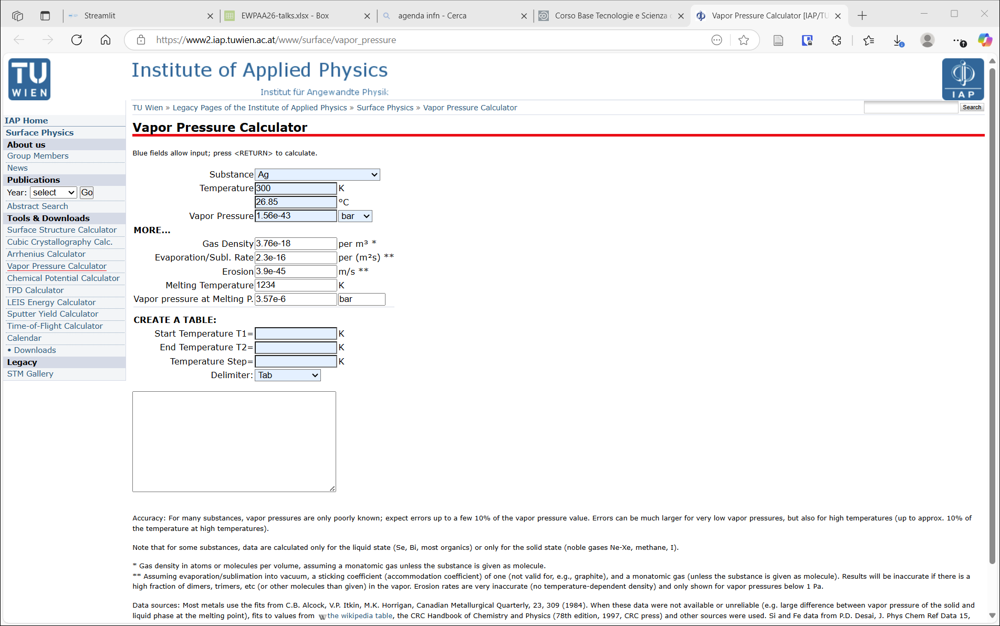 Streamlit
EWPAA26-talks.xlsx - Box
agenda infn - Cerca
Corso Base Tecnologie e Scienza
Vapor Pressure Calculator [IAP/TU
https://www2.iap.tuwien.ac.at/www/surface/vapor_pressure
TU
WIEN
Institute of Applied Physics
Institut für Angewandte Physik
IAP
TU Wien » Legacy Pages of the Institute of Applied Physics » Surface Physics » Vapor Pressure Calculator
Search
IAP Home
Surface Physics
About us
Group Members
News
Publications
Year: select Go
Abstract Search
Tools & Downloads
Surface Structure Calculator
Cubic Crystallography Calc.
Arrhenius Calculator
Vapor Pressure Calculator
Chemical Potential Calculator
TPD Calculator
LEIS Energy Calculator
Sputter Yield Calculator
Time-of-Flight Calculator
Calendar
• Downloads
Legacy
STM Gallery
Vapor Pressure Calculator
Blue fields allow input; press <RETURN> to calculate.
Substance Ag
Temperature 300 K
26.85 °C
Vapor Pressure 1.56e-43 bar
MORE...
Gas Density 3.76e-18 per m³ *
Evaporation/Subl. Rate 2.3e-16 per (m²s) **
Erosion 3.9e-45 m/s **
Melting Temperature 1234 K
Vapor pressure at Melting P. 3.57e-6 bar
CREATE A TABLE:
Start Temperature T1= K
End Temperature T2= K
Temperature Step= K
Delimiter: Tab
Accuracy: For many substances, vapor pressures are only poorly known; expect errors up to a few 10% of the vapor pressure value. Errors can be much larger for very low vapor pressures, but also for high temperatures (up to approx. 10% of
the temperature at high temperatures).
Note that for some substances, data are calculated only for the liquid state (Se, Bi, most organics) or only for the solid state (noble gases Ne-Xe, methane, I).
* Gas density in atoms or molecules per volume, assuming a monatomic gas unless the substance is given as molecule.
** Assuming evaporation/sublimation into vacuum, a sticking coefficient (accommodation coefficient) of one (not valid for, e.g., graphite), and a monatomic gas (unless the substance is given as molecule). Results will be inaccurate if there is a
high fraction of dimers, trimers, etc (or other molecules than given) in the vapor. Erosion rates are very inaccurate (no temperature-dependent density) and only shown for vapor pressures below 1 Pa.
Data sources: Most metals use the fits from C.B. Alcock, V.P. Itkin, M.K. Horrigan, Canadian Metallurgical Quarterly, 23, 309 (1984). When these data were not available or unreliable (e.g. large difference between vapor pressure of the solid and
liquid phase at the melting point), fits to values from the wikipedia table, the CRC Handbook of Chemistry and Physics (78th edition, 1997, CRC press) and other sources were used. Si and Fe data from P.D. Desai, J. Phys Chem Ref Data 15,